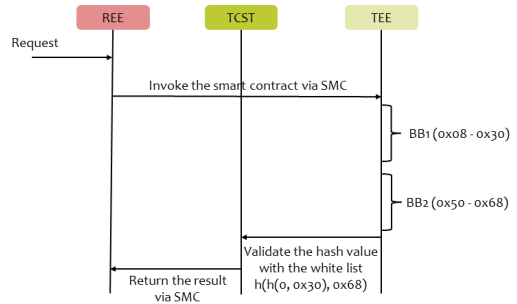 REE
TCST
TEE
Request
Invoke the smart contract via SMC
BB1 (0x08 - 0x30)
BB2 (0x50 - 0x68)
Validate the hash value
with the white list
h(h(0, 0x30), 0x68)
Return the result
via SMC